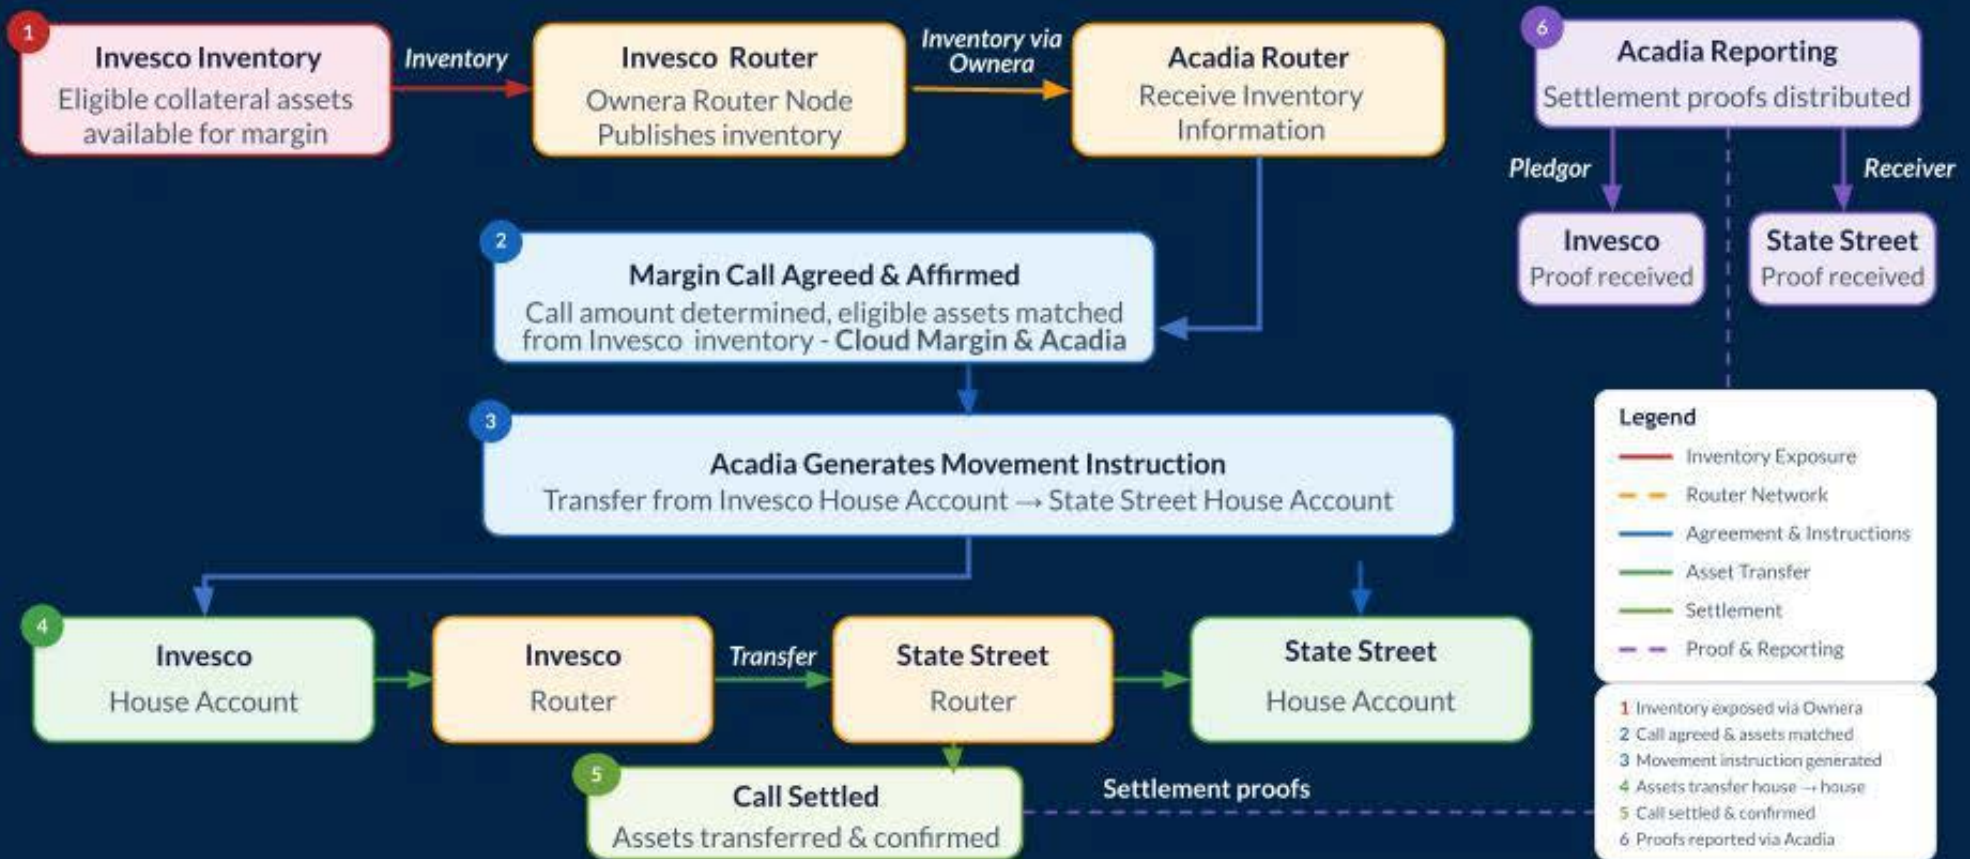 1
Invesco Inventory
Eligible collateral assets
available for margin
Inventory
Invesco Router
Ownera Router Node
Publishes inventory
Inventory via
Ownera
Acadia Router
Receive Inventory
Information
6
Acadia Reporting
Settlement proofs distributed
Pledgor
Receiver
Invesco
Proof received
State Street
Proof received
2
Margin Call Agreed & Affirmed
Call amount determined, eligible assets matched
from Invesco inventory - Cloud Margin & Acadia
3
Acadia Generates Movement Instruction
Transfer from Invesco House Account → State Street House Account
4
Invesco
House Account
Invesco
Router
Transfer
State Street
Router
State Street
House Account
5
Call Settled
Assets transferred & confirmed
Settlement proofs
Legend
Inventory Exposure
Router Network
Agreement & Instructions
Asset Transfer
Settlement
Proof & Reporting
1 Inventory exposed via Ownera
2 Call agreed & assets matched
3 Movement instruction generated
4 Assets transfer house → house
5 Call settled & confirmed
6 Proofs reported via Acadia